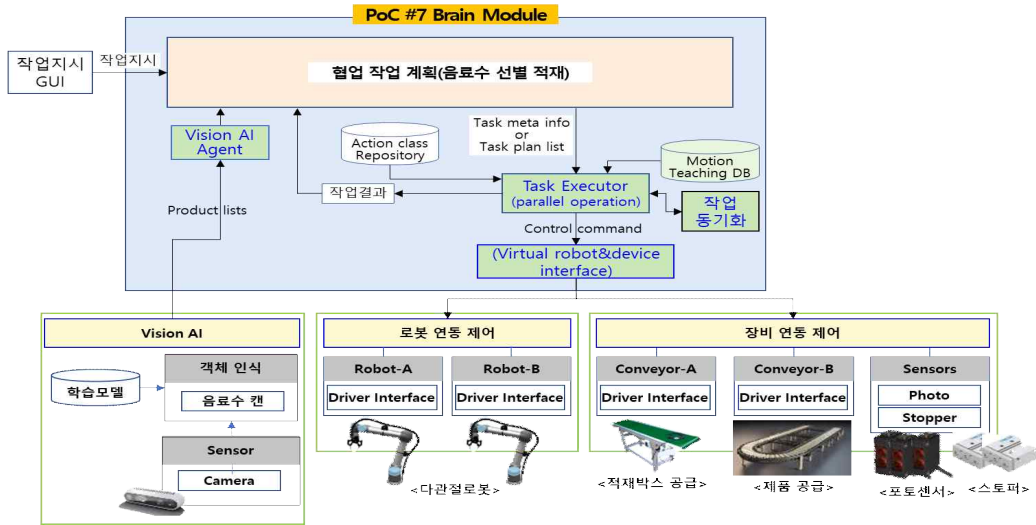 PoC #7 Brain Module
작업지시
GUI
작업지시
협업 작업 계획(음료수 선별 적재)
Vision AI
Agent
Action class
Repository
Task meta info
or
Task plan list
Motion
Teaching DB
작업결과
Task Executor
(parallel operation)
작업
동기화
Product lists
Control command
(Virtual robot&device
interface)
Vision AI
객체 인식
학습모델
음료수 캔
Sensor
Camera
로봇 연동 제어
Robot-A
Driver Interface
Robot-B
Driver Interface
<다관절로봇>
장비 연동 제어
Conveyor-A
Driver Interface
Conveyor-B
Driver Interface
Sensors
Photo
Stopper
<적재박스 공급>
<제품 공급>
<포토센서>
<스토퍼>